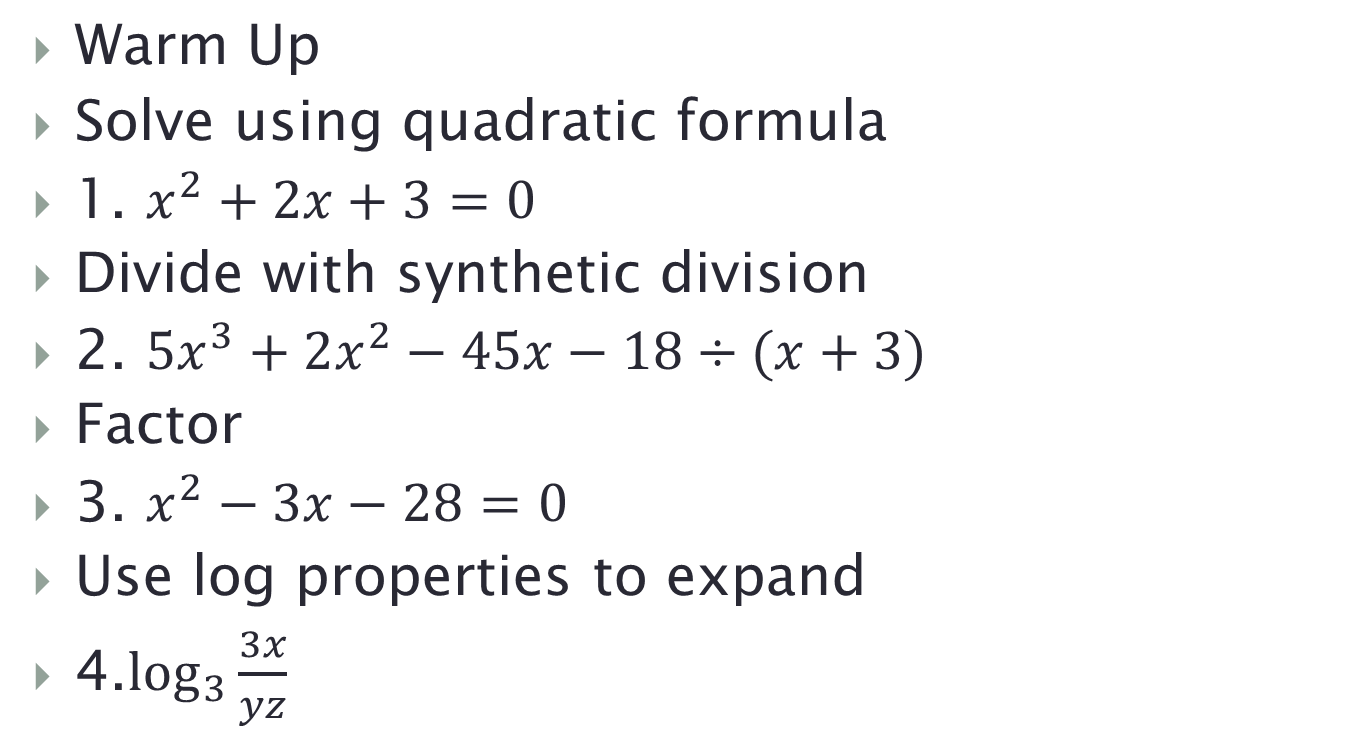 Warm Up
Solve using quadratic formula
1. x² + 2x + 3 = 0
Divide with synthetic division
2. 5x³ + 2x² − 45x − 18 ÷ (x + 3)
Factor
3. x² − 3x − 28 = 0
Use log properties to expand
4.log₃ 3x/yz